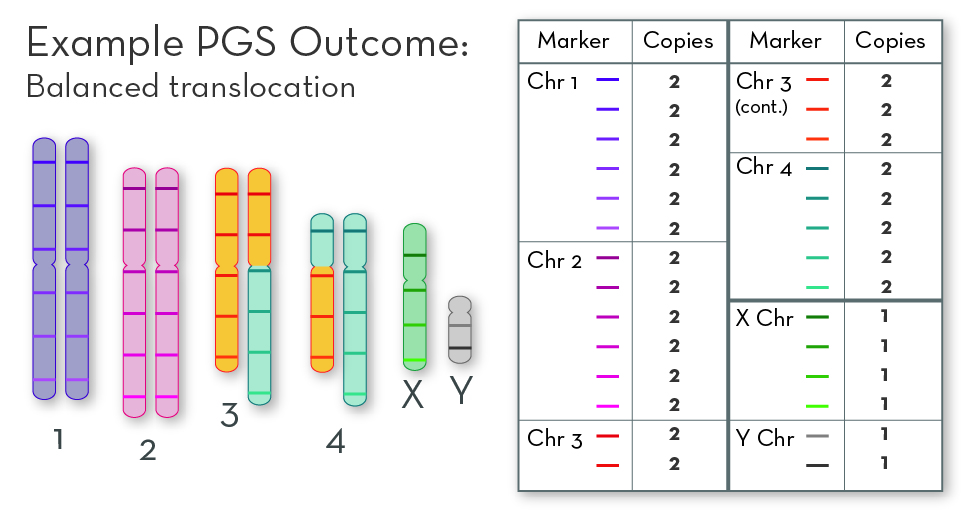 Example PGS Outcome:
Balanced translocation
1
2
3
4
X
Y
Marker Copies
Chr 1 2
2
2
2
2
2
Chr 2 2
2
2
2
2
2
Chr 3 2
2
Marker Copies
Chr 3 2
(cont.) 2
2
Chr 4 2
2
2
2
2
X Chr 1
1
1
1
Y Chr 1
1